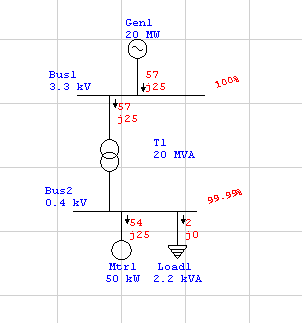 Gen1
20 MW
Bus1
3.3 kV
57
j25
100%
57
j25
T1
20 MVA
Bus2
0.4 kV
99.99%
54
j25
2
j0
Mtr1
50 kW
Load1
2.2 kVA